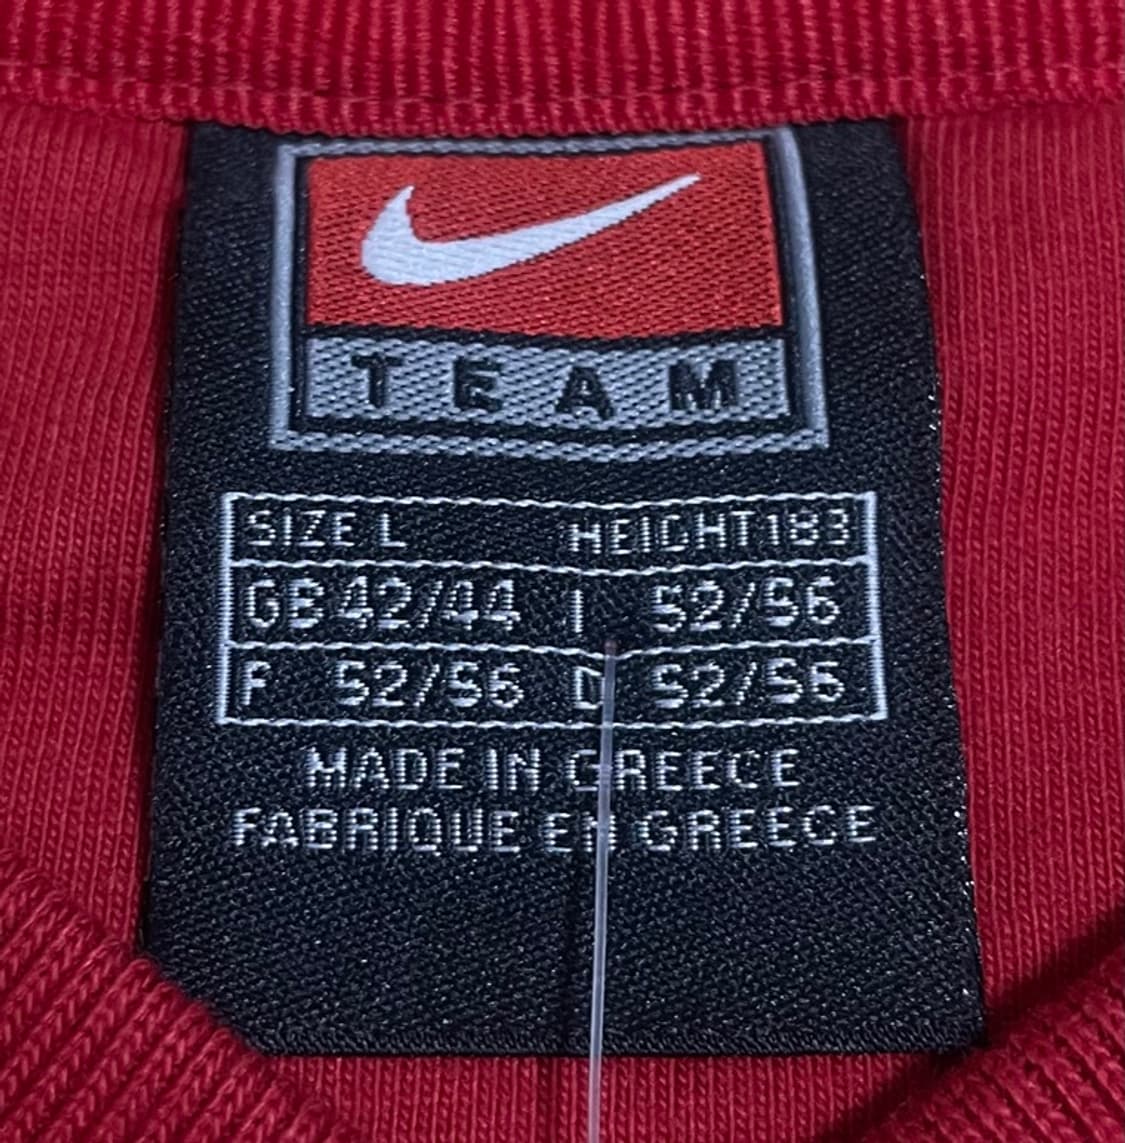 TEAM
SIZE L HEIGHT 183
GB 42/44 I 52/56
F 52/56 D 52/56
MADE IN GREECE
FABRIQUE EN GREECE